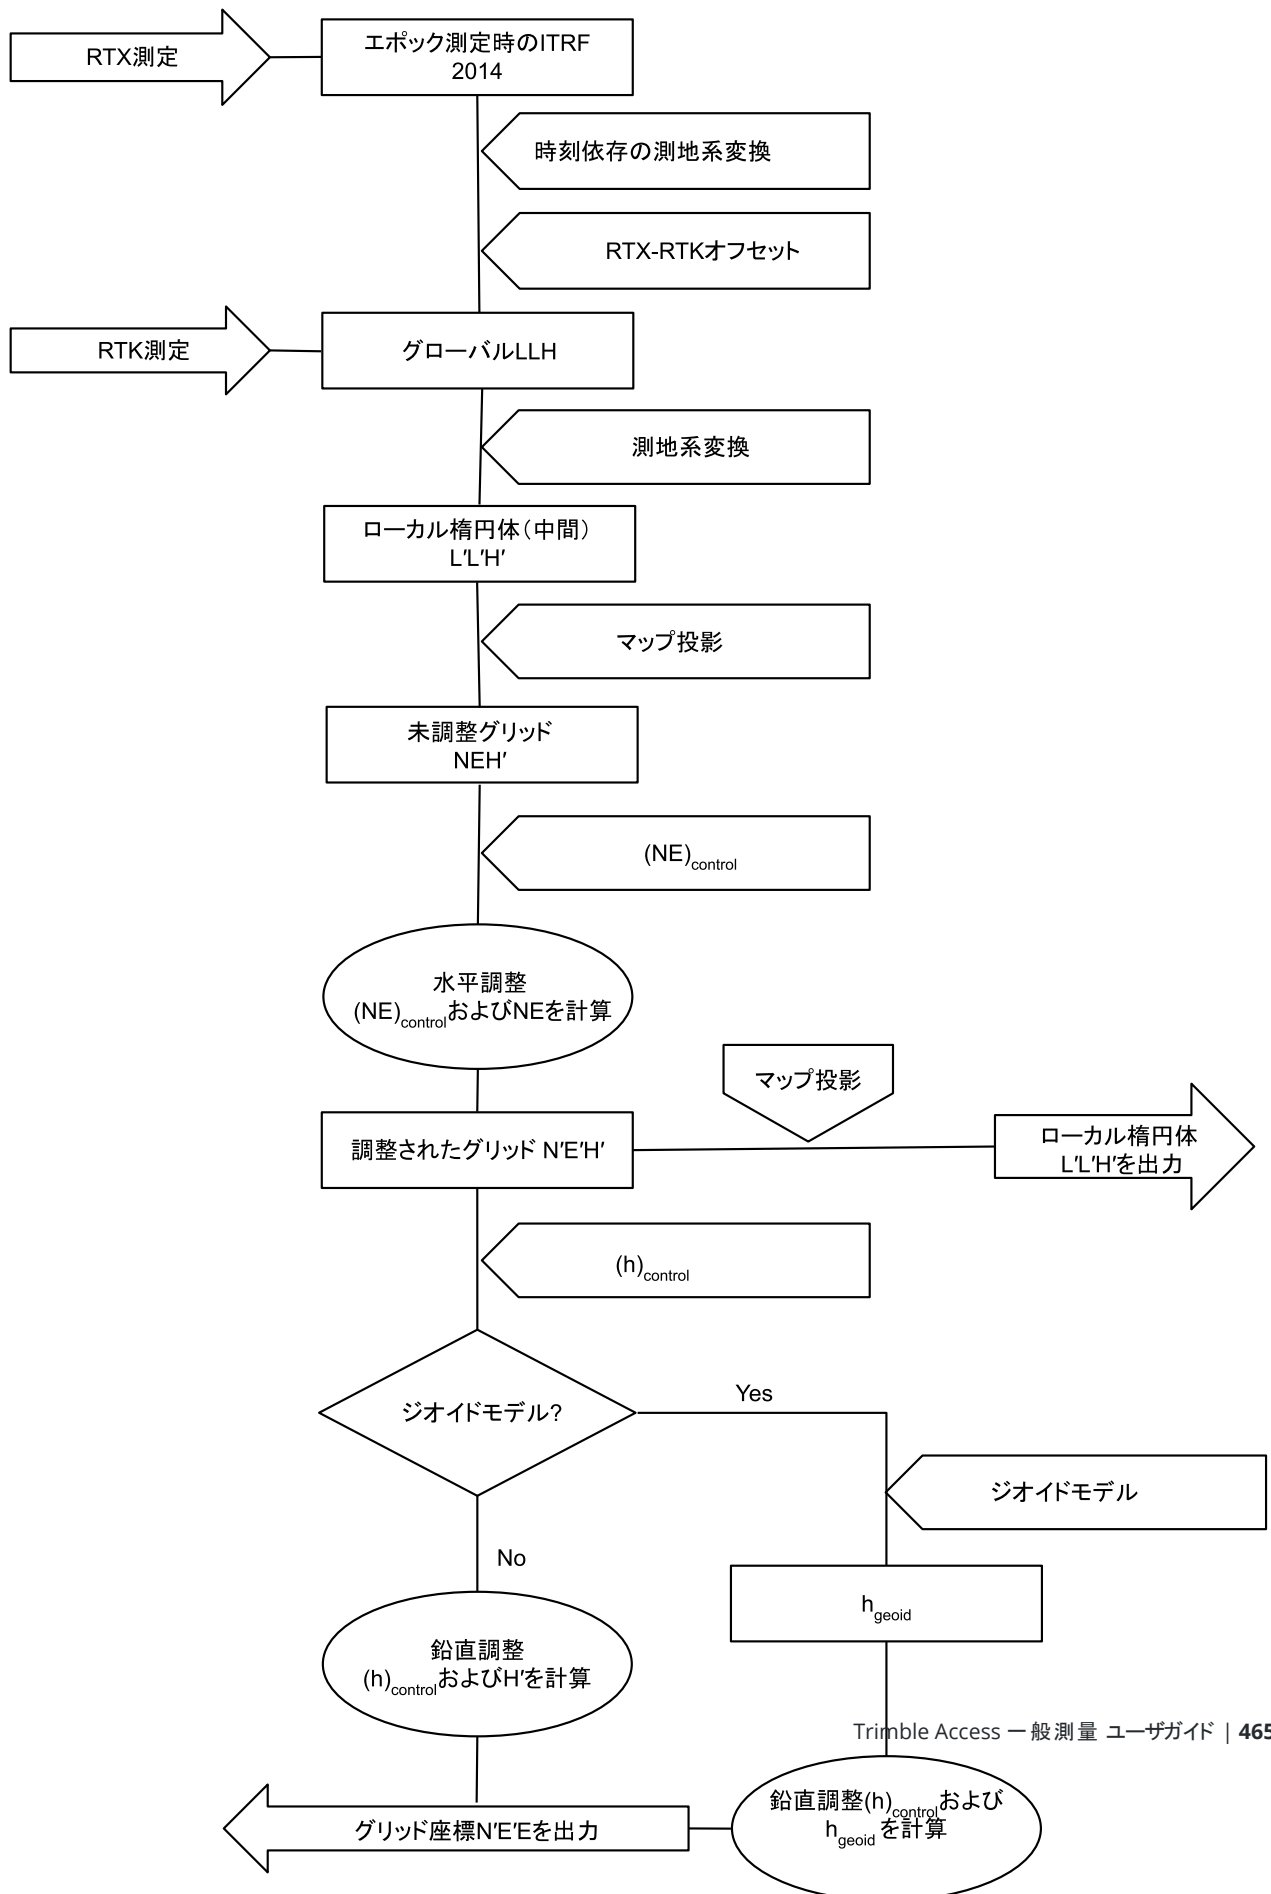 RTX測定
エポック測定時のITRF
2014
時刻依存の測地系変換
RTX-RTKオフセット
RTK測定
グローバルLLH
測地系変換
ローカル楕円体（中間）
L′L′H′
マップ投影
未調整グリッド
NEH′
(NE)control
水平調整
(NE)controlおよびNEを計算
マップ投影
調整されたグリッド N′E′H′
ローカル楕円体
L′L′H′を出力
(h)control
ジオイドモデル?
Yes
ジオイドモデル
No
hgeoid
鉛直調整
(h)controlおよびH′を計算
Trimble Access 一般測量 ユーザガイド | 465
鉛直調整(h)controlおよび
hgeoid を計算
グリッド座標N′E′Eを出力